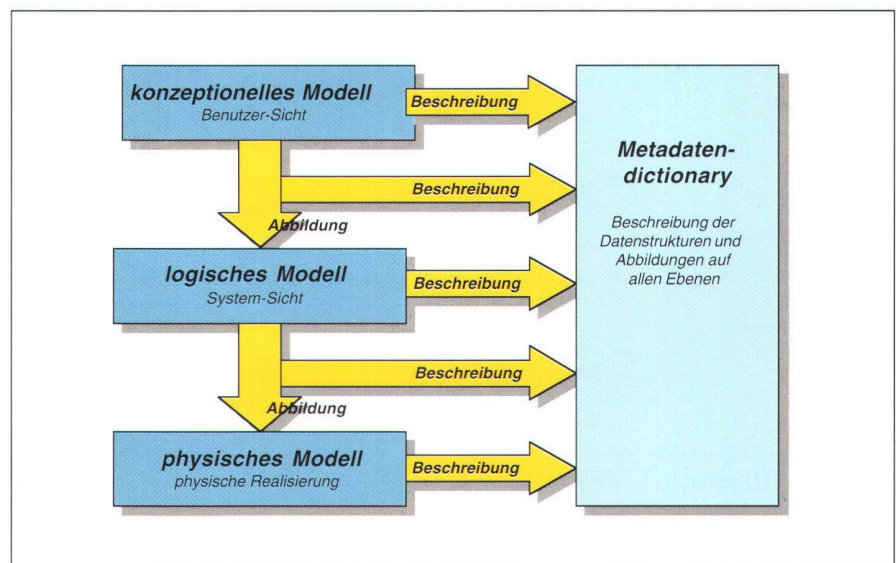 konzeptionelles Modell
Benutzer-Sicht
Beschreibung
Beschreibung
Abbildung
logisches Modell
System-Sicht
Beschreibung
Beschreibung
Abbildung
physisches Modell
physische Realisierung
Beschreibung
Metadaten-
dictionary
Beschreibung der
Datenstrukturen und
Abbildungen auf
allen Ebenen